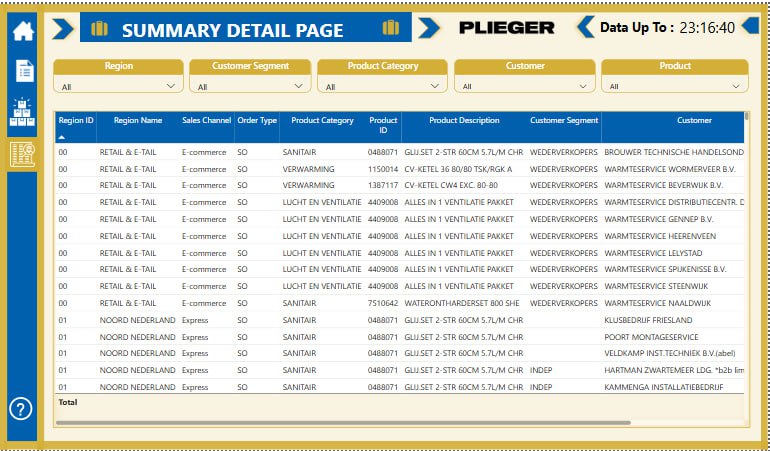 SUMMARY DETAIL PAGE PLIEGER Data Up To : 23:16:40
Region Customer Segment Product Category Customer Product
All All All All All
Region ID Region Name Sales Channel Order Type Product Category Product ID Product Description Customer Segment Customer
00 RETAIL & E-TAIL E-commerce SO SANITAIR 0488071 GLIJ.SET 2-STR 60CM 5.7L/M CHR WEDERVERKOPERS BROUWER TECHNISCHE HANDELSOND
00 RETAIL & E-TAIL E-commerce SO VERWARMING 1150014 CV-KETEL 36 80/80 TSK/RGK A WEDERVERKOPERS WARMTESERVICE WORMERVEER B.V.
00 RETAIL & E-TAIL E-commerce SO VERWARMING 1387117 CV-KETEL CW4 EXC. 80-80 WEDERVERKOPERS WARMTESERVICE BEVERWIJK B.V.
00 RETAIL & E-TAIL E-commerce SO LUCHT EN VENTILATIE 4409008 ALLES IN 1 VENTILATIE PAKKET WEDERVERKOPERS WARMTESERVICE DISTRIBUTIECENTR. D
00 RETAIL & E-TAIL E-commerce SO LUCHT EN VENTILATIE 4409008 ALLES IN 1 VENTILATIE PAKKET WEDERVERKOPERS WARMTESERVICE GENNEP B.V.
00 RETAIL & E-TAIL E-commerce SO LUCHT EN VENTILATIE 4409008 ALLES IN 1 VENTILATIE PAKKET WEDERVERKOPERS WARMTESERVICE HEERENVEEN
00 RETAIL & E-TAIL E-commerce SO LUCHT EN VENTILATIE 4409008 ALLES IN 1 VENTILATIE PAKKET WEDERVERKOPERS WARMTESERVICE LELYSTAD
00 RETAIL & E-TAIL E-commerce SO LUCHT EN VENTILATIE 4409008 ALLES IN 1 VENTILATIE PAKKET WEDERVERKOPERS WARMTESERVICE SPIJKENISSE B.V.
00 RETAIL & E-TAIL E-commerce SO LUCHT EN VENTILATIE 4409008 ALLES IN 1 VENTILATIE PAKKET WEDERVERKOPERS WARMTESERVICE STEENWIJK
00 RETAIL & E-TAIL E-commerce SO SANITAIR 7510642 WATERONTHARDERSET 800 SHE WEDERVERKOPERS WARMTESERVICE NAALDWIJK
01 NOORD NEDERLAND Express SO SANITAIR 0488071 GLIJ.SET 2-STR 60CM 5.7L/M CHR KLUSBEDRIJF FRIESLAND
01 NOORD NEDERLAND Express SO SANITAIR 0488071 GLIJ.SET 2-STR 60CM 5.7L/M CHR POORT MONTAGESERVICE
01 NOORD NEDERLAND Express SO SANITAIR 0488071 GLIJ.SET 2-STR 60CM 5.7L/M CHR VELDKAMP INST.TECHNIEK B.V.(abel)
01 NOORD NEDERLAND Express SO SANITAIR 0488071 GLIJ.SET 2-STR 60CM 5.7L/M CHR INDEP HARTMAN ZWARTEMEER LDG. *b2b lim
01 NOORD NEDERLAND Express SO SANITAIR 0488071 GLIJ.SET 2-STR 60CM 5.7L/M CHR INDEP KAMMENGA INSTALLATIEBEDRIJF
Total